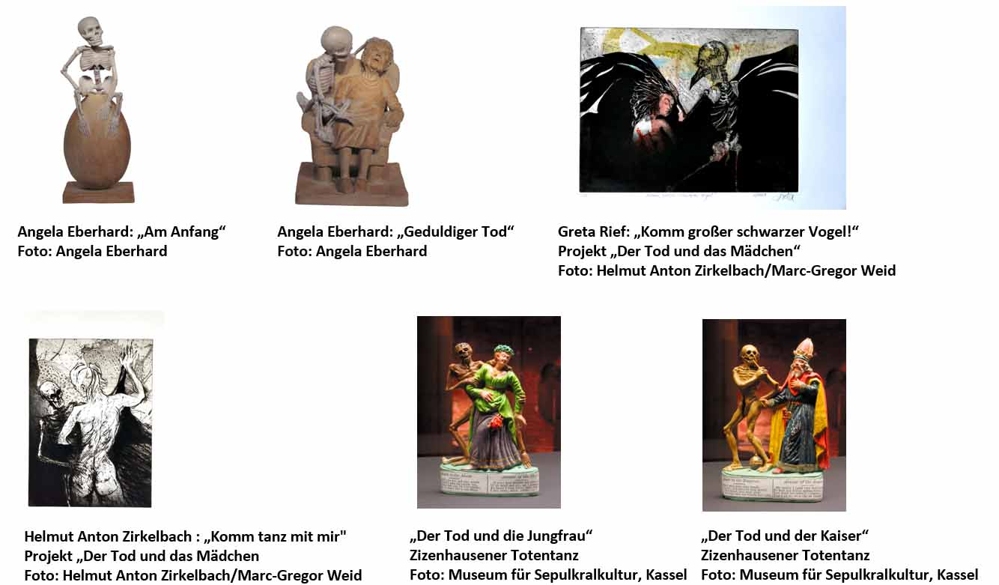 Angela Eberhard: „Am Anfang“
Foto: Angela Eberhard
Angela Eberhard: „Geduldiger Tod“
Foto: Angela Eberhard
Greta Rief: „Komm großer schwarzer Vogel!“
Projekt „Der Tod und das Mädchen“
Foto: Helmut Anton Zirkelbach/Marc-Gregor Weid
Helmut Anton Zirkelbach : „Komm tanz mit mir"
Projekt „Der Tod und das Mädchen
Foto: Helmut Anton Zirkelbach/Marc-Gregor Weid
„Der Tod und die Jungfrau“
Zizenhausener Totentanz
Foto: Museum für Sepulkralkultur, Kassel
„Der Tod und der Kaiser“
Zizenhausener Totentanz
Foto: Museum für Sepulkralkultur, Kassel